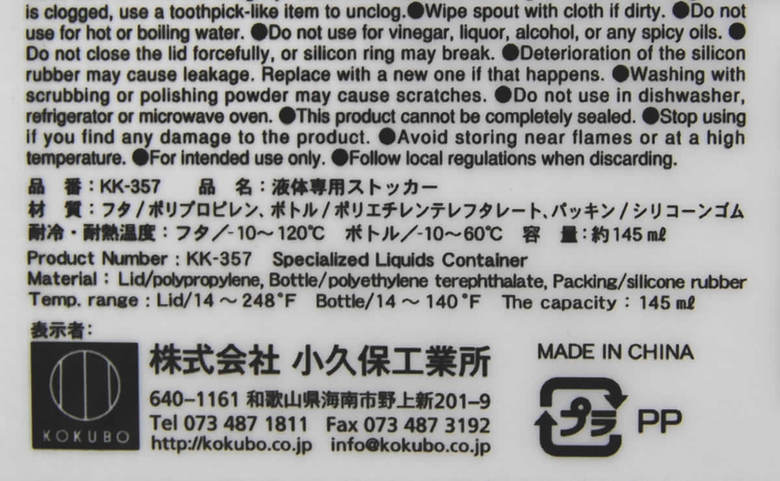 is clogged, use a toothpick-like item to unclog.●Wipe spout with cloth if dirty. ●Do not
use for hot or boiling water. ●Do not use for vinegar, liquor, alcohol, or any spicy oils. ●
Do not close the lid forcefully, or silicon ring may break. ●Deterioration of the silicon
rubber may cause leakage. Replace with a new one if that happens. ●Washing with
scrubbing or polishing powder may cause scratches. ●Do not use in dishwasher,
refrigerator or microwave oven. ●This product cannot be completely sealed. ●Stop using
if you find any damage to the product. ●Avoid storing near flames or at a high
temperature. ●For intended use only. ●Follow local regulations when discarding.
品 番：KK-357 品 名：液体専用ストッカー
材 質：フタ/ポリプロピレン、ボトル/ポリエチレンテレフタレート、パッキン/シリコーンゴム
耐冷・耐熱温度：フタ/-10～120℃ ボトル/-10～60℃ 容 量：約145㎖
Product Number : KK-357 Specialized Liquids Container
Material : Lid/polypropylene, Bottle/polyethylene terephthalate, Packing/silicone rubber
Temp. range : Lid/14 ～ 248°F Bottle/14 ～ 140°F The capacity : 145 ㎖
表示者：
株式会社 小久保工業所
640-1161 和歌山県海南市野上新201-9
Tel 073 487 1811 Fax 073 487 3192
http://kokubo.co.jp info@kokubo.co.jp
KOKUBO
MADE IN CHINA
プラ PP